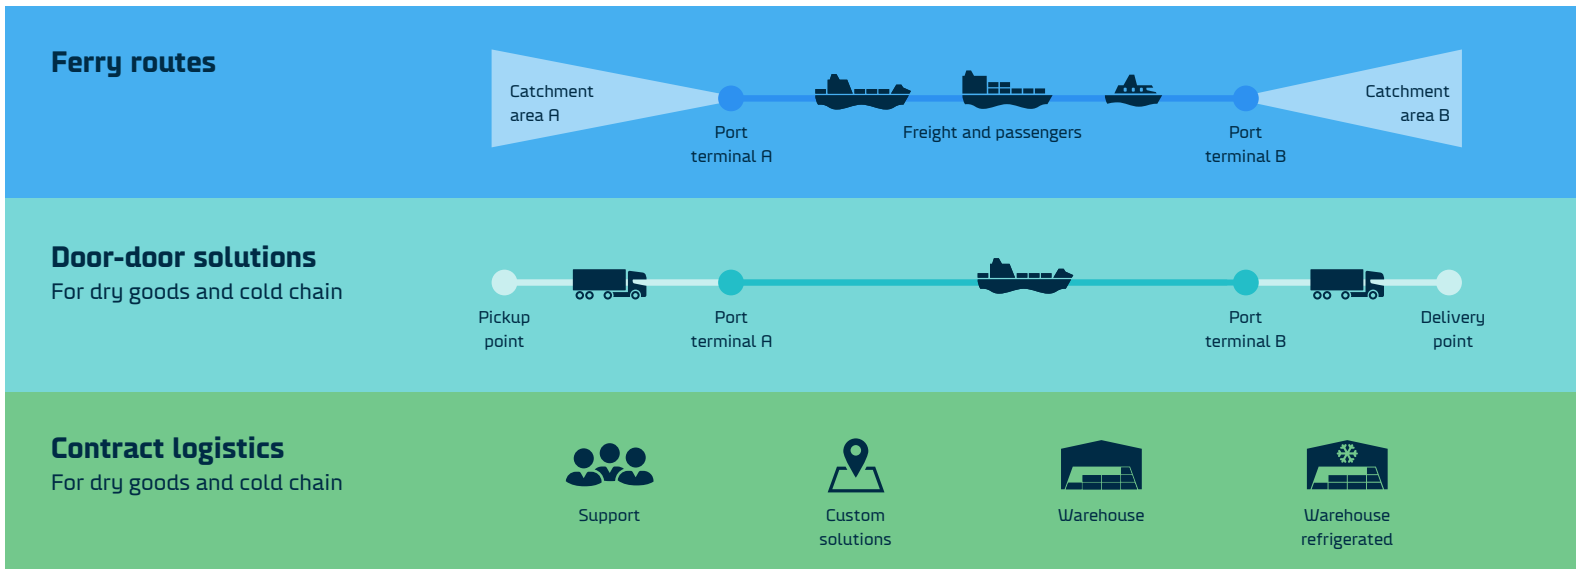 Ferry routes
Catchment
area A
Port
terminal A
Freight and passengers
Port
terminal B
Catchment
area B
Door-door solutions
For dry goods and cold chain
Pickup
point
Port
terminal A
Port
terminal B
Delivery
point
Contract logistics
For dry goods and cold chain
Support
Custom
solutions
Warehouse
Warehouse
refrigerated